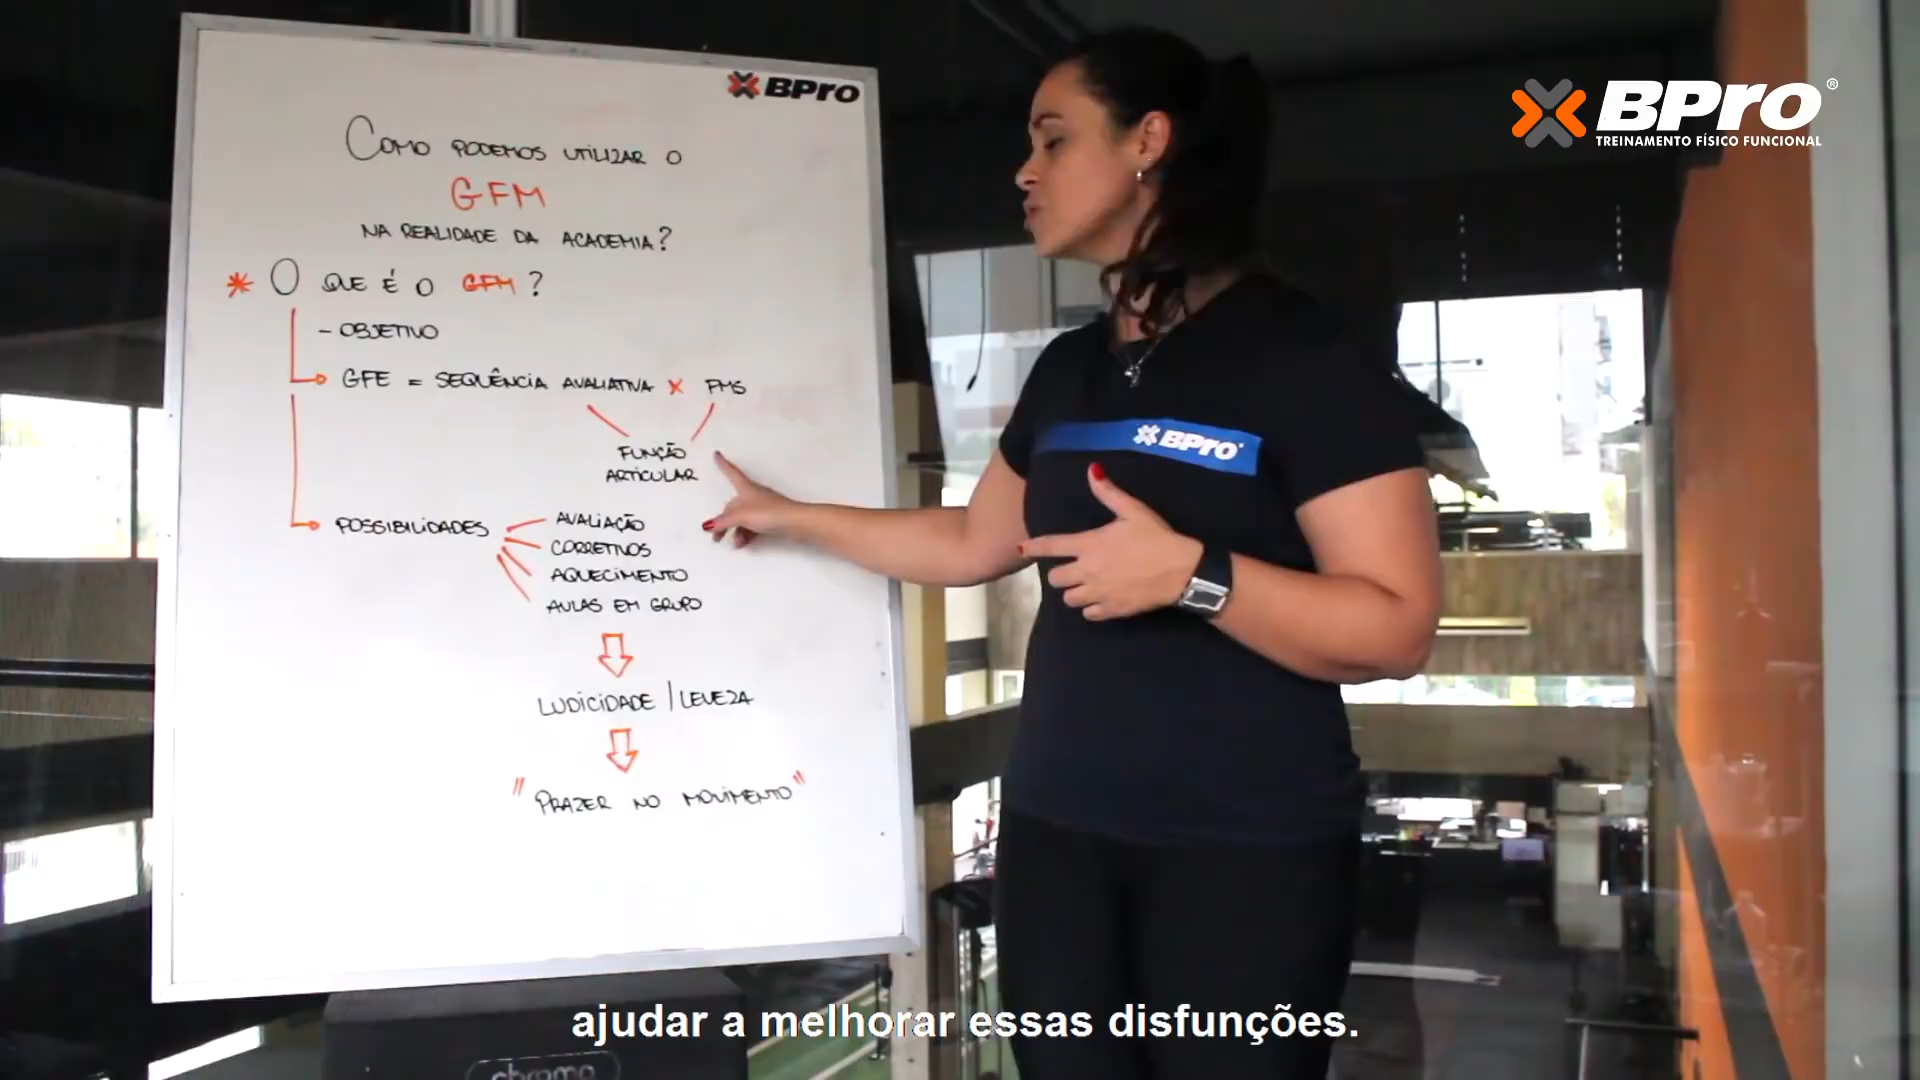 BPro
COMO PODEMOS UTILIZAR O
GFM
NA REALIDADE DA ACADEMIA?
* O QUE É O GFM?
- OBJETIVO
GFE = SEQUÊNCIA AVALIATIVA X FMS
FUNÇÃO
ARTICULAR
POSSIBILIDADES
AVALIAÇÃO
CORRETIVOS
AQUECIMENTO
AULAS EM GRUPO
LUDICIDADE / LEVEZA
"PRAZER NO MOVIMENTO"
BPro®
TREINAMENTO FÍSICO FUNCIONAL
BPro
chroma
ajudar a melhorar essas disfunções.